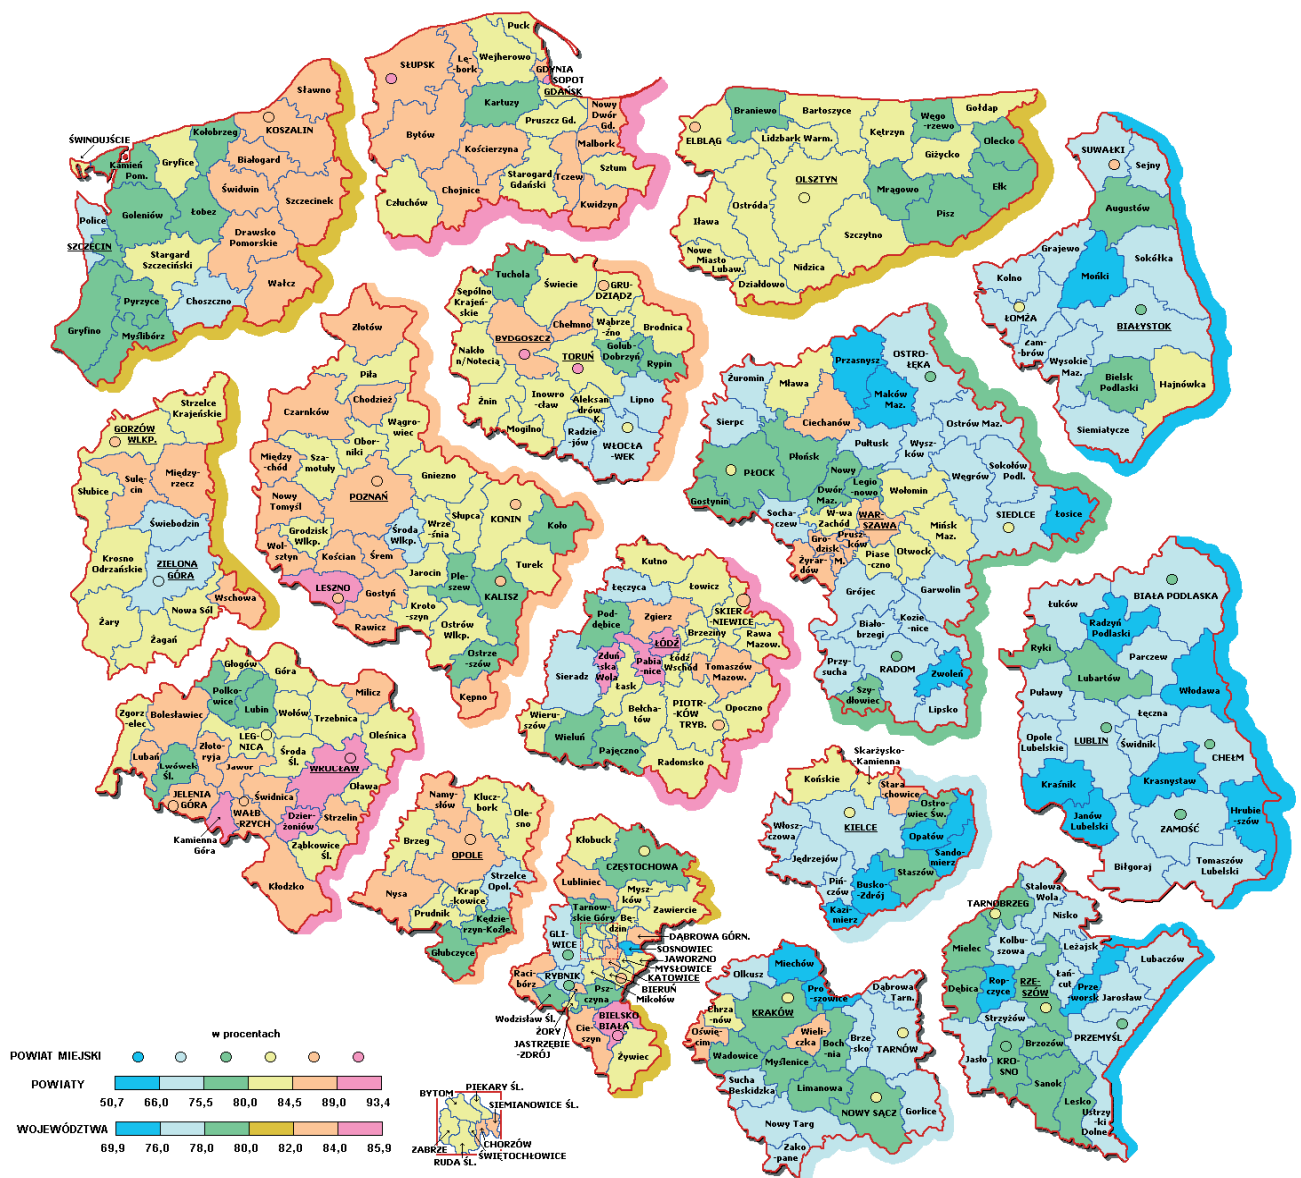 Puck
SŁUPSK
Lę-
bork
Wejherowo
GDYNIA
SOPOT
GDAŃSK
Kartuzy
Pruszcz Gd.
Nowy
Dwór
Gd.
Bytów
Kościerzyna
Malbork
Starogard
Gdański
Tczew
Sztum
Chojnice
Człuchów
Kwidzyn
Sławno
KOSZALIN
Kołobrzeg
ŚWINOUJŚCIE
Kamień
Pom.
Gryfice
Białogard
Świdwin
Szczecinek
Goleniów
Łobez
Police
SZCZECIN
Drawsko
Pomorskie
Stargard
Szczeciński
Wałcz
Choszczno
Pyrzyce
Gryfino
Myślibórz
Braniewo
Bartoszyce
Gołdap
Węgo
-rzewo
ELBLĄG
Lidzbark Warm.
Kętrzyn
Olecko
Giżycko
OLSZTYN
Mrągowo
Ełk
Ostróda
Pisz
Iława
Szczytno
Nowe
Miasto
Lubaw.
Nidzica
Działdowo
SUWAŁKI
Sejny
Augustów
Grajewo
Sokółka
Kolno
Mońki
ŁOMŻA
BIAŁYSTOK
Zam-
brów
Wysokie
Maz.
Bielsk
Podlaski
Hajnówka
Siemiatycze
Tuchola
Sępólno
Krajeń-
skie
Świecie
GRU-
DZIĄDZ
Chełmno
Wąbrze
-źno
Brodnica
BYDGOSZCZ
Nakło
n/Notecią
TORUŃ
Golub-
Dobrzyń
Rypin
Żnin
Inowro
-cław
Aleksan
-drów
K.
Lipno
Mogilno
Radzie
-jów
WŁOCŁA
-WEK
Złotów
Piła
Chodzież
Czarnków
Wągro-
wiec
Obor-
niki
Między
-chód
Sza-
motuły
Gniezno
POZNAŃ
Nowy
Tomyśl
Słupca
KONIN
Koło
Wrze
-śnia
Środa
Wlkp.
Grodzisk
Wlkp.
Wol-
sztyn
Kościan
Śrem
Turek
Jarocin
Ple-
szew
LESZNO
Gostyń
KALISZ
Kroto
-szyn
Rawicz
Ostrów
Wlkp.
Ostrze
-szów
Kępno
Strzelce
Krajeńskie
GORZÓW
WLKP.
Między-
rzecz
Sulę-
cin
Słubice
Świebodzin
Krosno
Odrzańskie
ZIELONA
GÓRA
Wschowa
Nowa Sól
Żary
Żagań
OSTRO-
ŁĘKA
Przasnysz
Żuromin
Mława
Maków
Maz.
Ciechanów
Sierpc
Ostrów Maz.
Pułtusk
Wysz-
ków
Płońsk
PŁOCK
Nowy
Dwór
Maz.
Legio
-nowo
Węgrów
Sokołów
Podl.
Gostynin
Wołomin
Socha-
czew
W-wa
Zachód
WAR-
SZAWA
SIEDLCE
Łosice
Mińsk
Maz.
Prusz-
ków
Gro-
dzisk
M.
Otwock
Piase
-czno
Żyrar-
dów
Grójec
Garwolin
Biało-
brzegi
Kozie-
nice
Przy-
sucha
RADOM
Zwoleń
Szy-
dłowiec
Lipsko
Kutno
Łęczyca
Łowicz
Pod-
dębice
Zgierz
SKIER
-NIEWICE
Brzeziny
Rawa
Mazow.
ŁÓDŹ
Zduń
-ska
Wola
Pabia
-nice
Łódź
Wschód
Sieradz
Tomaszów
Mazow.
Łask
Beł-
chatów
PIOTR-
KÓW
TRYB.
Opoczno
Wieru-
szów
Wieluń
Pajęczno
Radomsko
BIAŁA PODLASKA
Łuków
Radzyń
Podlaski
Ryki
Parczew
Lubartów
Włodawa
Puławy
Łęczna
Opole
Lubelskie
LUBLIN
Świdnik
CHEŁM
Kraśnik
Krasnystaw
Hrubie
-szów
Janów
Lubelski
ZAMOŚĆ
Biłgoraj
Tomaszów
Lubelski
Głogów
Góra
Milicz
Polko-
wice
Lubin
Bolesławiec
Wołów
Trzebnica
Zgorz
-elec
LEG-
NICA
Oleśnica
Złoto-
ryja
Lubań
Środa
Śl.
Lwówek
Śl.
Jawor
WROCŁAW
Oława
JELENIA
GÓRA
Świdnica
WAŁB
-RZYCH
Dzier-
żoniów
Strzelin
Kamienna
Góra
Ząbkowice
Śl.
Kłodzko
Namy-
słów
Klucz-
bork
Ole-
sno
Brzeg
OPOLE
Strzelce
Opol.
Nysa
Krap
-kowice
Prudnik
Kędzie-
rzyn-Koźle
Głubczyce
Skarżysko-
Kamienna
Końskie
Stara
-chowice
Ostro-
wiec Św.
KIELCE
Włosz-
czowa
Opatów
Jędrzejów
Sando-
mierz
Staszów
Piń-
czów
Busko-
Zdrój
Kazi-
mierz
Kłobuck
CZĘSTOCHOWA
Lubliniec
Mysz-
ków
Zawiercie
Tarnow-
skie Góry
Bę-
dzin
GLI-
WICE
DĄBROWA GÓRN.
SOSNOWIEC
JAWORZNO
MYSŁOWICE
KATOWICE
BIERUŃ
Mikołów
Raci-
bórz
RYBNIK
Psz-
czyna
Wodzisław Śl.
ŻORY
JASTRZĘBIE
-ZDRÓJ
BIELSKO
BIAŁA
Cie-
szyn
Żywiec
Miechów
Olkusz
Pro-
szowice
Dąbrowa
Tarn.
Chrza
-nów
KRAKÓW
Oświę-
cim
Wieli-
czka
Boch-
nia
Brze-
sko
TARNÓW
Wadowice
Myślenice
Sucha
Beskidzka
Limanowa
NOWY SĄCZ
Gorlice
Nowy Targ
Zako
-pane
Stalowa
Wola
TARNOBRZEG
Nisko
Mielec
Kolbu-
szowa
Leżajsk
Lubaczów
Dębica
Rop-
czyce
RZE-
SZÓW
Łań-
cut
Prze
-worsk
Jarosław
Strzyżów
PRZEMYŚL
Jasło
KRO-
SNO
Brzozów
Sanok
Lesko
Ustrzy
-ki
Dolne
w procentach
POWIAT MIEJSKI
POWIATY
50,7 66,0 75,5 80,0 84,5 89,0 93,4
WOJEWÓDZTWA
69,9 76,0 78,0 80,0 82,0 84,0 85,9
PIEKARY ŚL.
BYTOM
SIEMIANOWICE ŚL.
CHORZÓW
ZABRZE
ŚWIĘTOCHŁOWICE
RUDA ŚL.